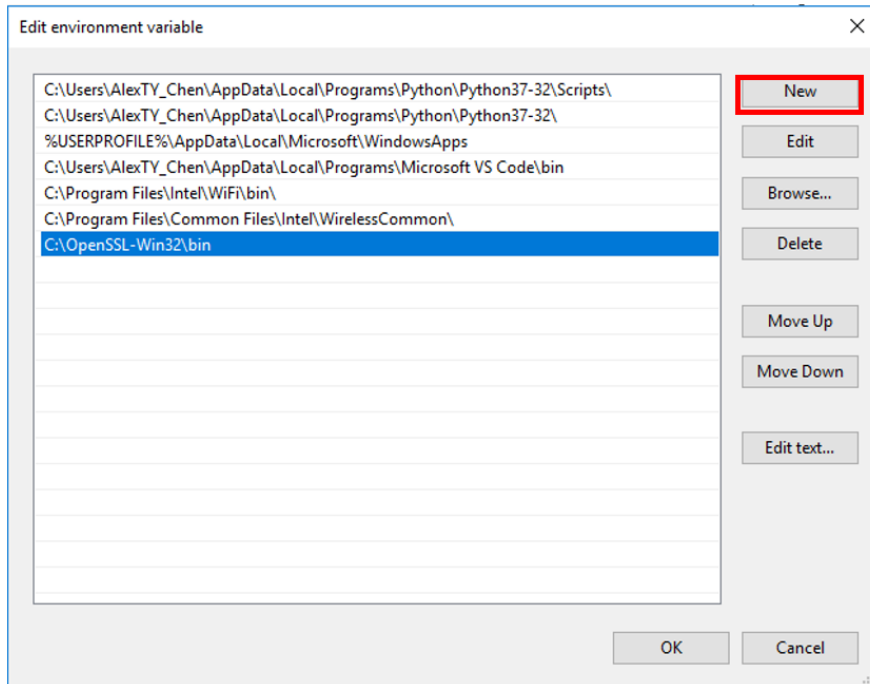 Edit environment variable
C:\Users\AlexTY_Chen\AppData\Local\Programs\Python\Python37-32\Scripts\
C:\Users\AlexTY_Chen\AppData\Local\Programs\Python\Python37-32\
%USERPROFILE%\AppData\Local\Microsoft\WindowsApps
C:\Users\AlexTY_Chen\AppData\Local\Programs\Microsoft VS Code\bin
C:\Program Files\Intel\WiFi\bin\
C:\Program Files\Common Files\Intel\WirelessCommon\
C:\OpenSSL-Win32\bin
New
Edit
Browse...
Delete
Move Up
Move Down
Edit text...
OK
Cancel